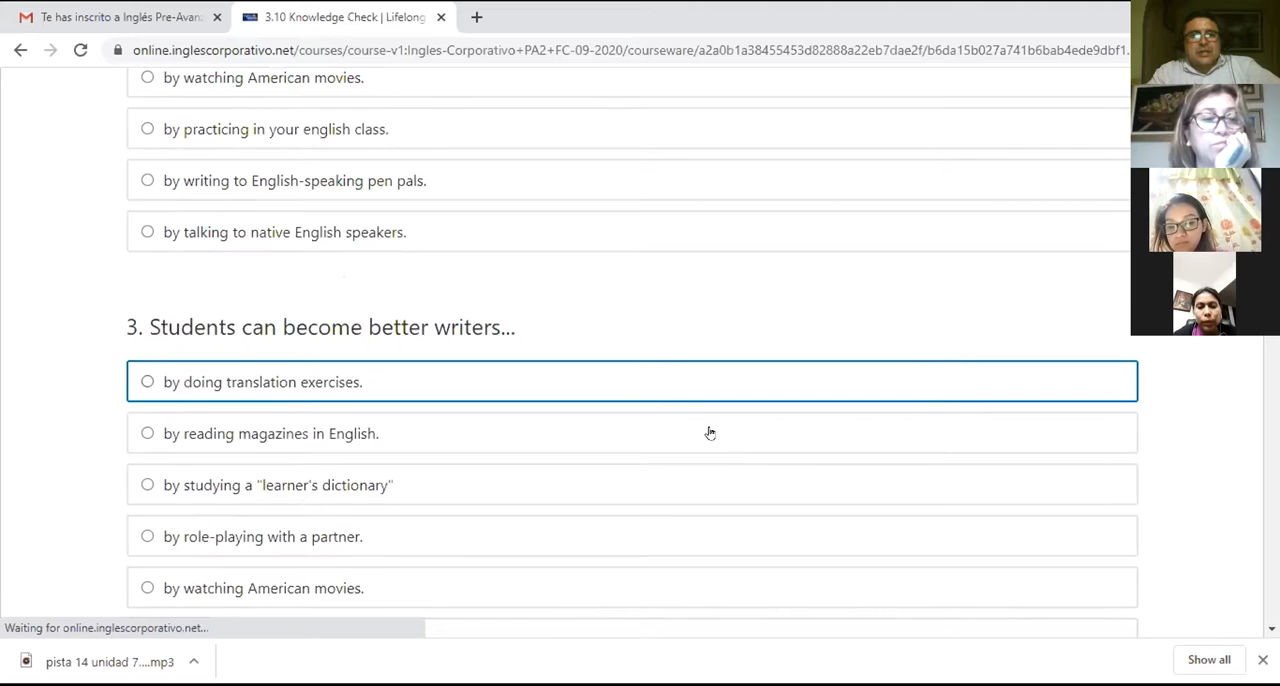 Te has inscrito a Inglés Pre-Avan
3.10 Knowledge Check | Lifelong
online.inglescorporativo.net/courses/course-v1:Ingles-Corporativo+PA2+FC-09-2020/courseware/a2a0b1a38455453d82888a22eb7dae2f/b6da15b027a741b6bab4ede9dbf1...
by watching American movies.
by practicing in your english class.
by writing to English-speaking pen pals.
by talking to native English speakers.
3. Students can become better writers...
by doing translation exercises.
by reading magazines in English.
by studying a "learner's dictionary"
by role-playing with a partner.
by watching American movies.
Waiting for online.inglescorporativo.net...
pista 14 unidad 7....mp3
Show all